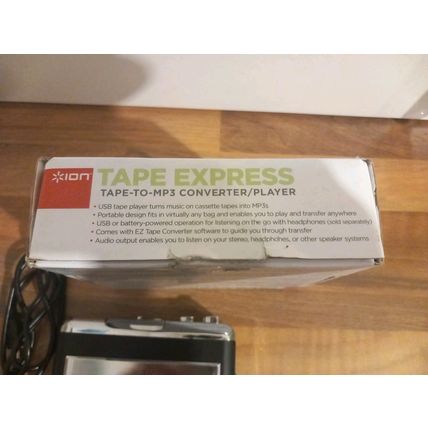 ION
TAPE EXPRESS
TAPE-TO-MP3 CONVERTER/PLAYER
• USB tape player turns music on cassette tapes into MP3s
• Portable design fits in virtually any bag and enables you to play and transfer anywhere
• USB or battery-powered operation for listening on the go with headphones (sold separately)
• Comes with EZ Tape Converter software to guide you through transfer
• Audio output enables you to listen on your stereo, headphones, or other speaker systems